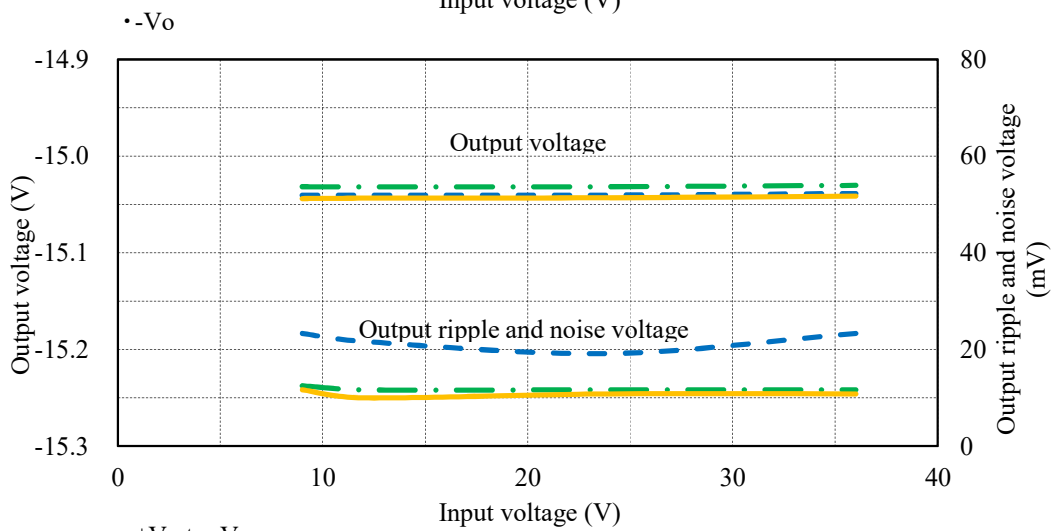 Input voltage (V)
・-Vo
-14.9
-15.0
-15.1
-15.2
-15.3
Output voltage (V)
Output voltage
Output ripple and noise voltage
80
60
40
20
0
Output ripple and noise voltage
(mV)
0 10 20 30 40
Input voltage (V)